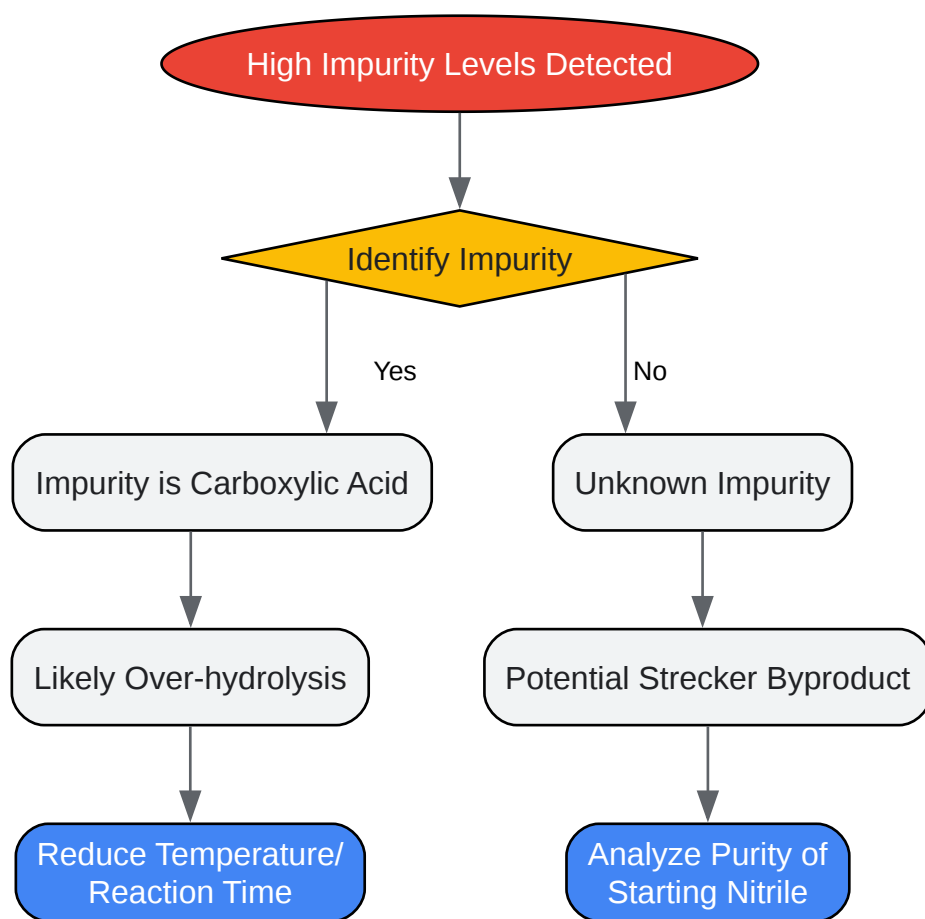 High Impurity Levels Detected
Identify Impurity
Yes
No
Impurity is Carboxylic Acid
Unknown Impurity
Likely Over-hydrolysis
Potential Strecker Byproduct
Reduce Temperature/
Reaction Time
Analyze Purity of
Starting Nitrile